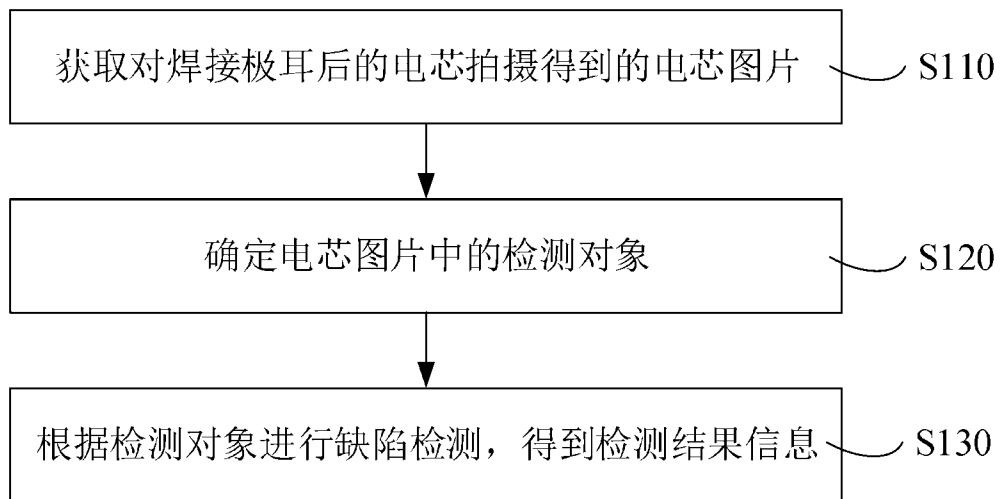 获取对焊接极耳后的电芯拍摄得到的电芯图片 S110
确定电芯图片中的检测对象 S120
根据检测对象进行缺陷检测，得到检测结果信息 S130